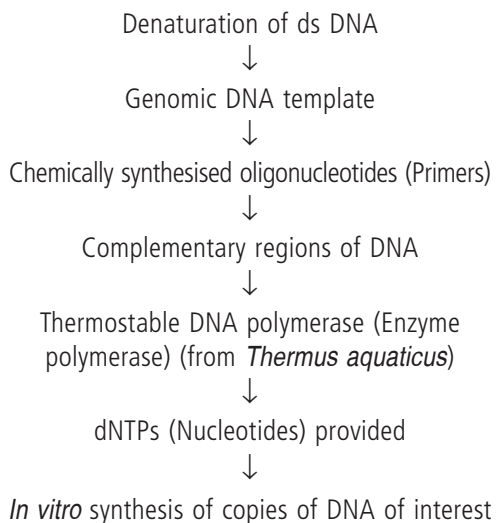 Denaturation of ds DNA
↓
Genomic DNA template
↓
Chemically synthesised oligonucleotides (Primers)
↓
Complementary regions of DNA
↓
Thermostable DNA polymerase (Enzyme
polymerase) (from Thermus aquaticus)
↓
dNTPs (Nucleotides) provided
↓
In vitro synthesis of copies of DNA of interest